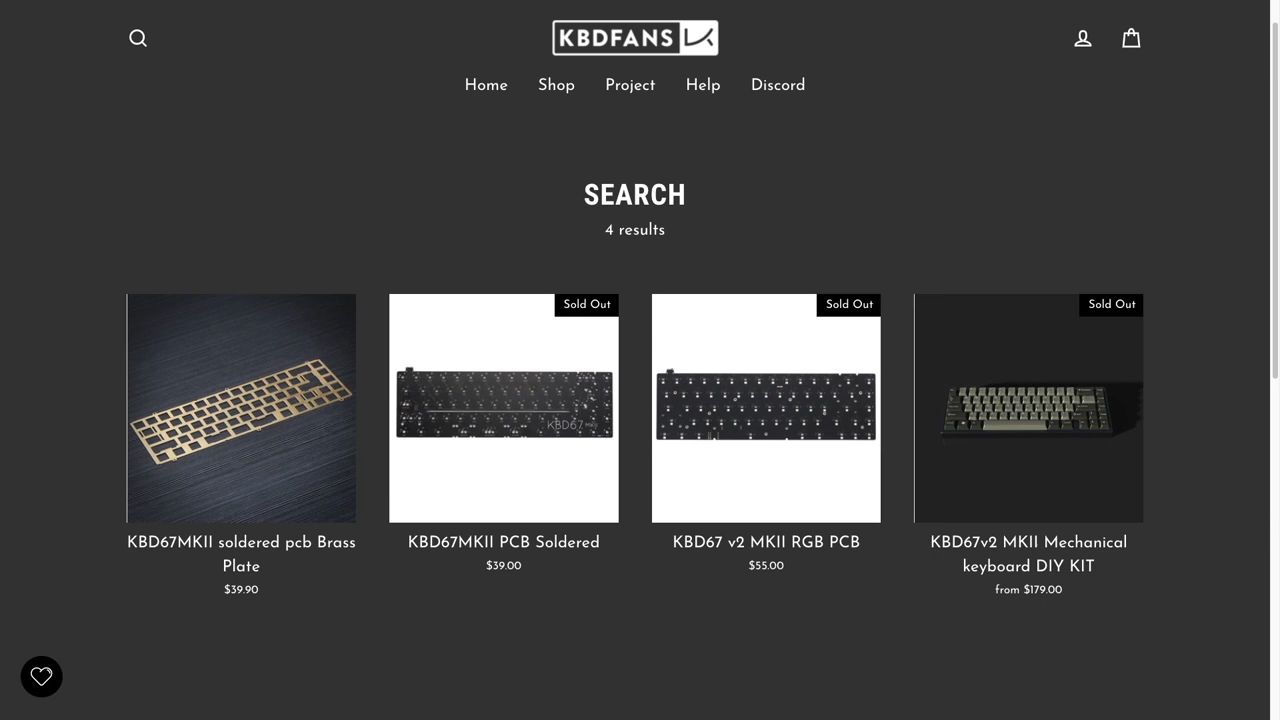 KBDFANS
Home Shop Project Help Discord
SEARCH
4 results
Sold Out
Sold Out
Sold Out
KBD67
KBD67MKII soldered pcb Brass
Plate
$39.90
KBD67MKII PCB Soldered
$39.00
KBD67 v2 MKII RGB PCB
$55.00
KBD67v2 MKII Mechanical
keyboard DIY KIT
from $179.00